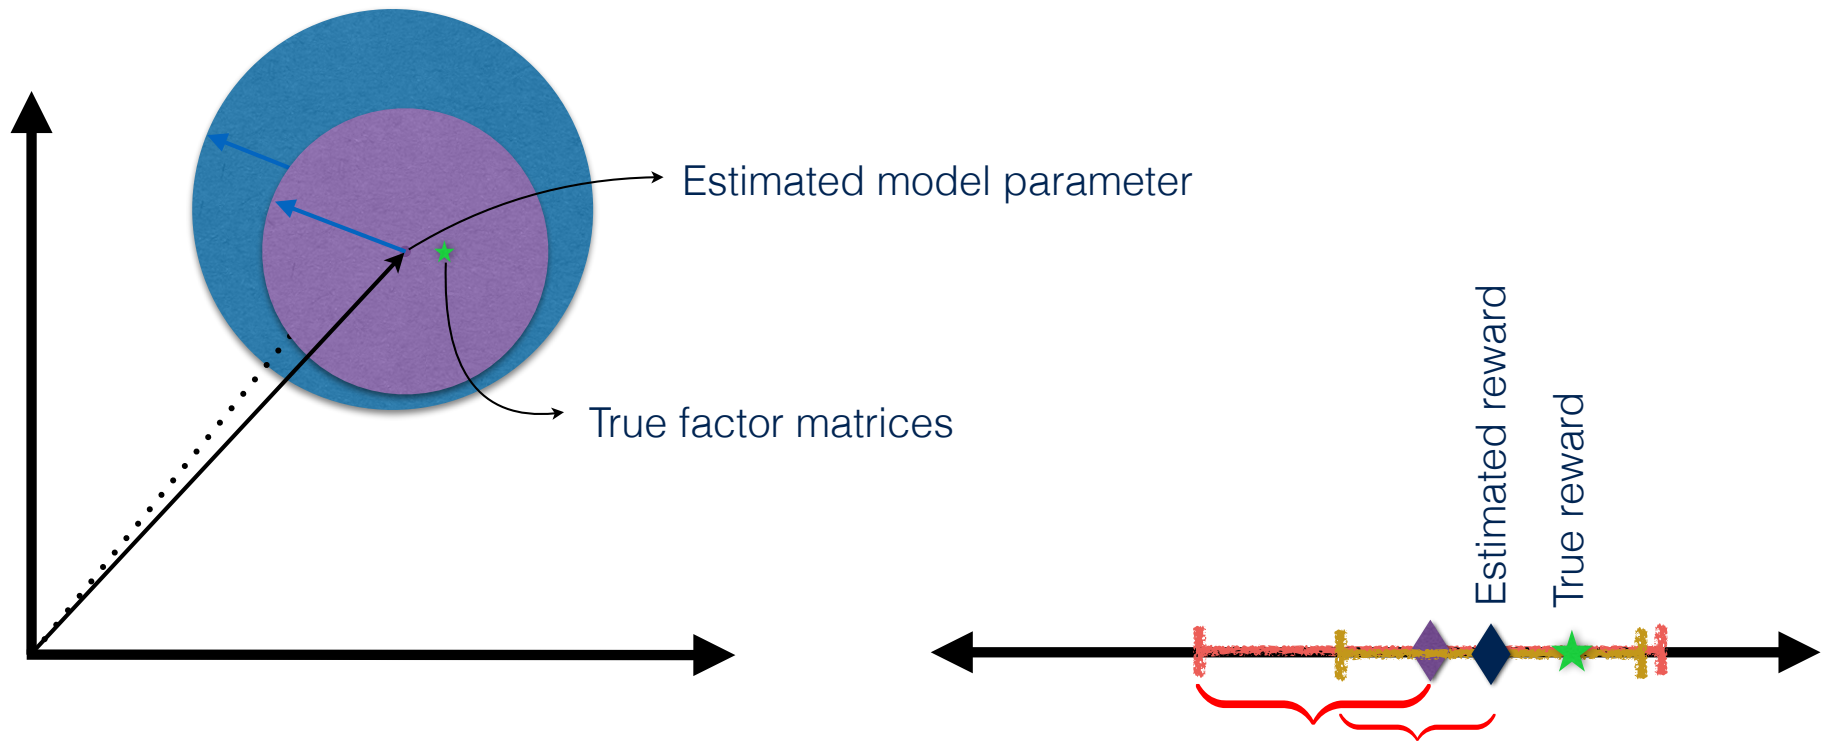 Estimated model parameter
True factor matrices
Estimated reward
True reward